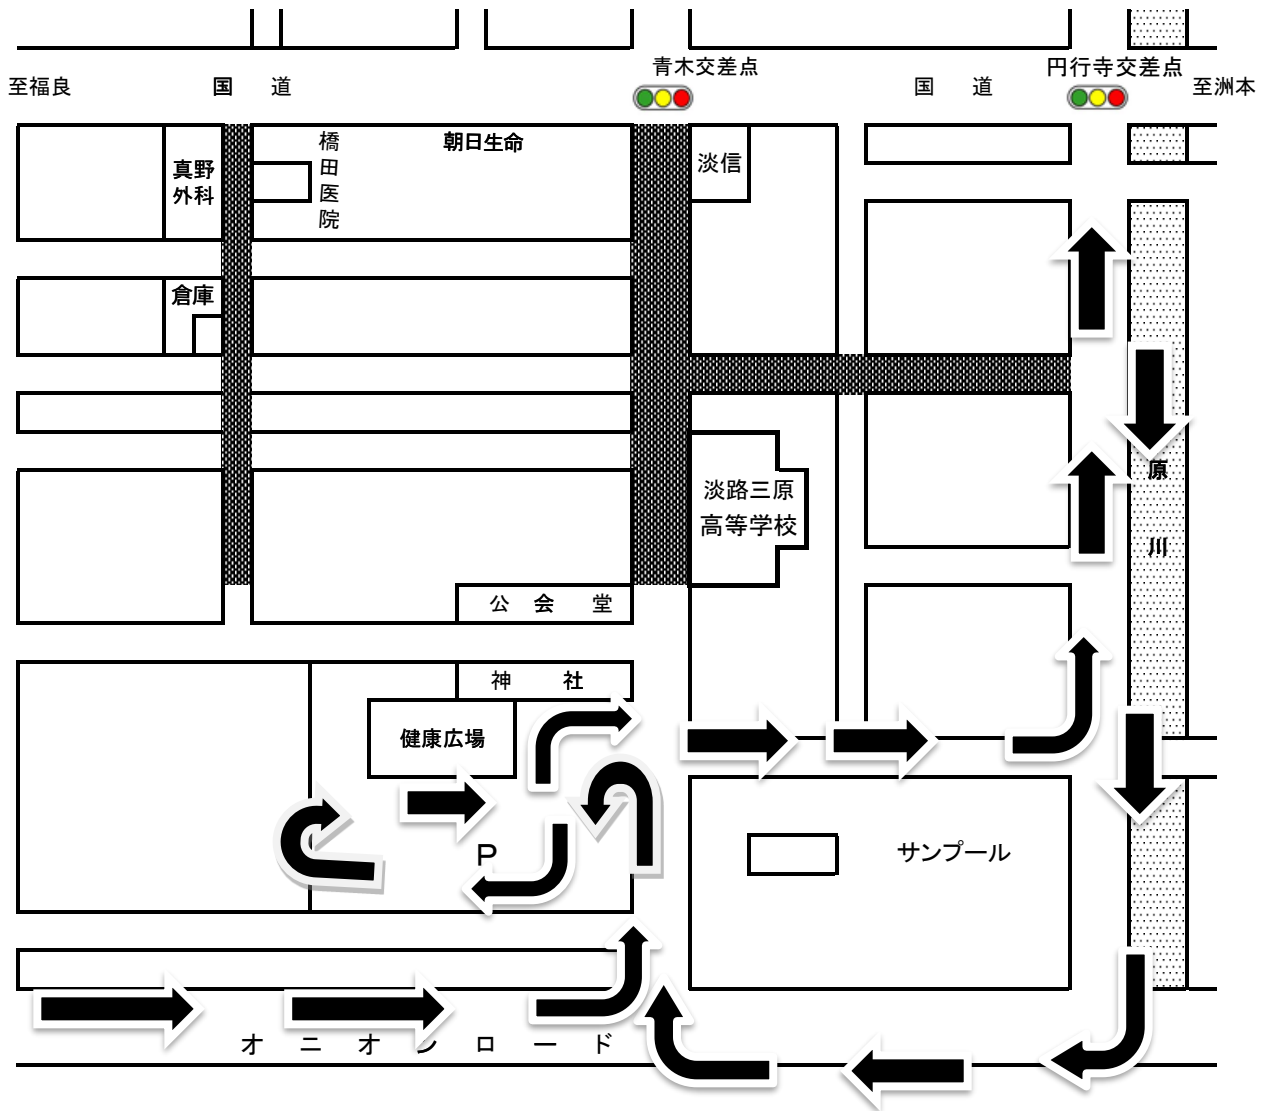 青木交差点
円行寺交差点
至福良
国 道
国 道
至洲本
橋田医院
朝日生命
真野
外科
淡信
倉庫
原
川
淡路三原
高等学校
公 会 堂
神 社
健康広場
P
サンプール
オ ニ オ ン ロ ー ド